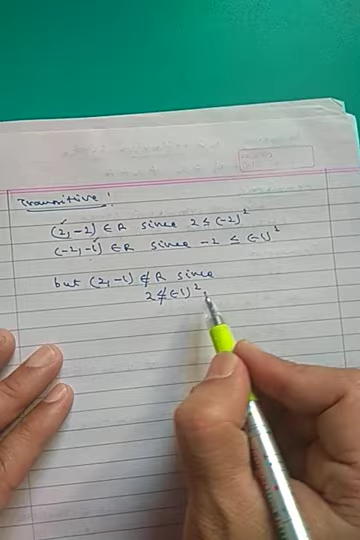 Transitive!
(2,-2) ∈ R since 2 ≤ (-2)²
(-2,-1) ∈ R since -2 ≤ (-1)²
but (2,-1) ∉ R since
2 ≰ (-1)².